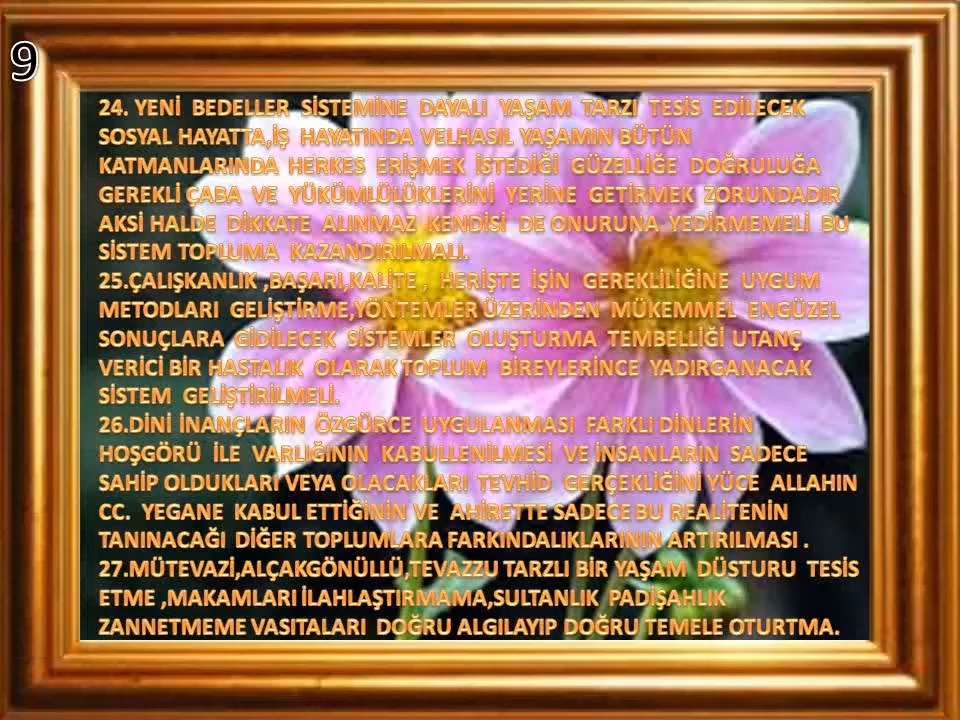 9
24. YENİ BEDELLER SİSTEMİNE DAYALI YAŞAM TARZI TESİS EDİLECEK
SOSYAL HAYATTA,İŞ HAYATINDA VELHASIL YAŞAMIN BÜTÜN
KATMANLARINDA HERKES ERİŞMEK İSTEDİĞİ GÜZELLİĞE DOĞRULUĞA
GEREKLİ ÇABA VE YÜKÜMLÜLÜKLERİNİ YERİNE GETİRMEK ZORUNDADIR
AKSİ HALDE DİKKATE ALINMAZ KENDİSİ DE ONURUNA YEDİRMEMELİ BU
SİSTEM TOPLUMA KAZANDIRILMALI.
25.ÇALIŞKANLIK ,BAŞARI,KALİTE , HERİŞTE İŞİN GEREKLİLİĞİNE UYGUM
METODLARI GELİŞTİRME,YÖNTEMLER ÜZERİNDEN MÜKEMMEL ENGÜZEL
SONUÇLARA GİDİLECEK SİSTEMLER OLUŞTURMA TEMBELLİĞİ UTANÇ
VERİCİ BİR HASTALIK OLARAK TOPLUM BİREYLERİNCE YADIRGANACAK
SİSTEM GELİŞTİRİLMELİ.
26.DİNİ İNANÇLARIN ÖZGÜRCE UYGULANMASI FARKLI DİNLERİN
HOŞGÖRÜ İLE VARLIĞININ KABULLENİLMESİ VE İNSANLARIN SADECE
SAHİP OLDUKLARI VEYA OLACAKLARI TEVHİD GERÇEKLİĞİNİ YÜCE ALLAHIN
CC. YEGANE KABUL ETTİĞİNİN VE AHİRETTE SADECE BU REALİTENİN
TANINACAĞI DİĞER TOPLUMLARA FARKINDALIKLARININ ARTIRILMASI .
27.MÜTEVAZİ,ALÇAKGÖNÜLLÜ,TEVAZZU TARZLI BİR YAŞAM DÜSTURU TESİS
ETME ,MAKAMLARI İLAHLAŞTIRMAMA,SULTANLIK PADİŞAHLIK
ZANNETMEME VASITALARI DOĞRU ALGILAYIP DOĞRU TEMELE OTURTMA.